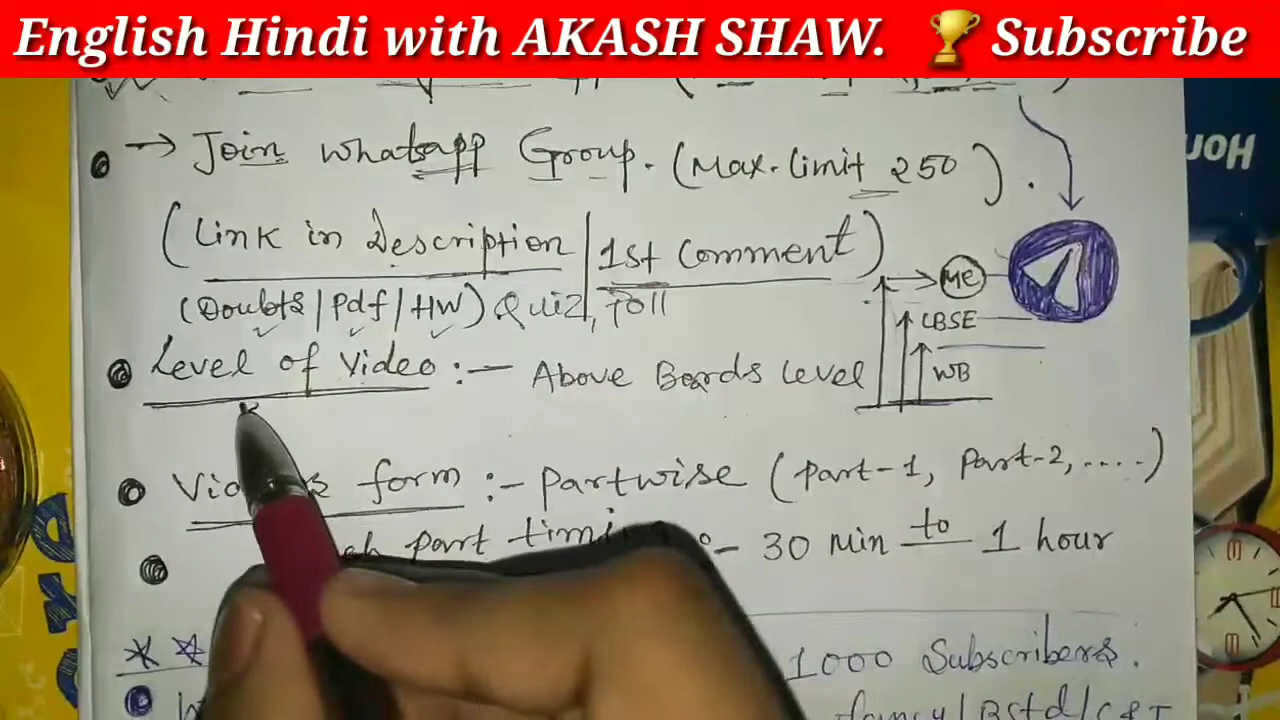 English Hindi with AKASH SHAW. 🏆 Subscribe
→ Join Whatsapp Group. (Max. limit 250).
(Link in Description | 1st Comment)
(Doubts | Pdf | HW) Quiz, Poll
ME
CBSE
WB
Level of Video :- Above Bords Level
form :- Partwise (Part-1, Part-2, ....)
part 30 Min to 1 hour
1000 Subscribers.